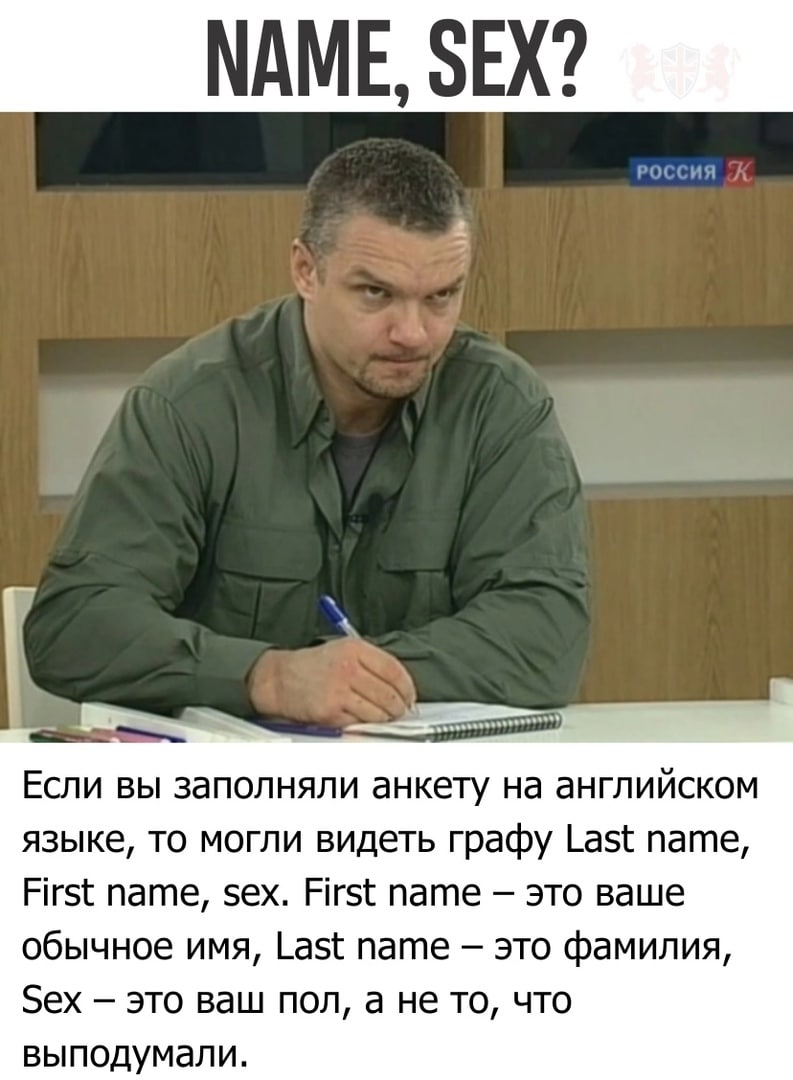 NAME, SEX?
РОССИЯ К
Если вы заполняли анкету на английском
языке, то могли видеть графу Last name,
First name, sex. First name – это ваше
обычное имя, Last name – это фамилия,
Sex – это ваш пол, а не то, что
выподумали.